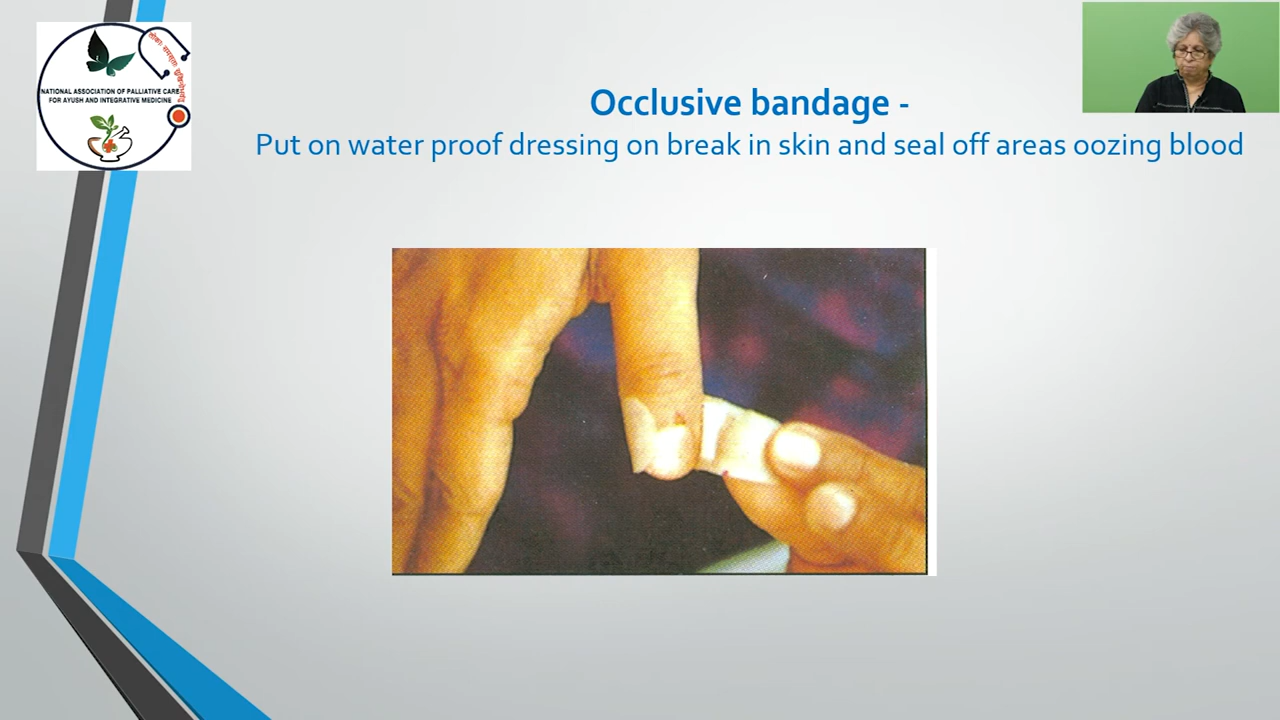 NATIONAL ASSOCIATION OF PALLIATIVE CARE
FOR AYUSH AND INTEGRATIVE MEDICINE
Occlusive bandage -
Put on water proof dressing on break in skin and seal off areas oozing blood